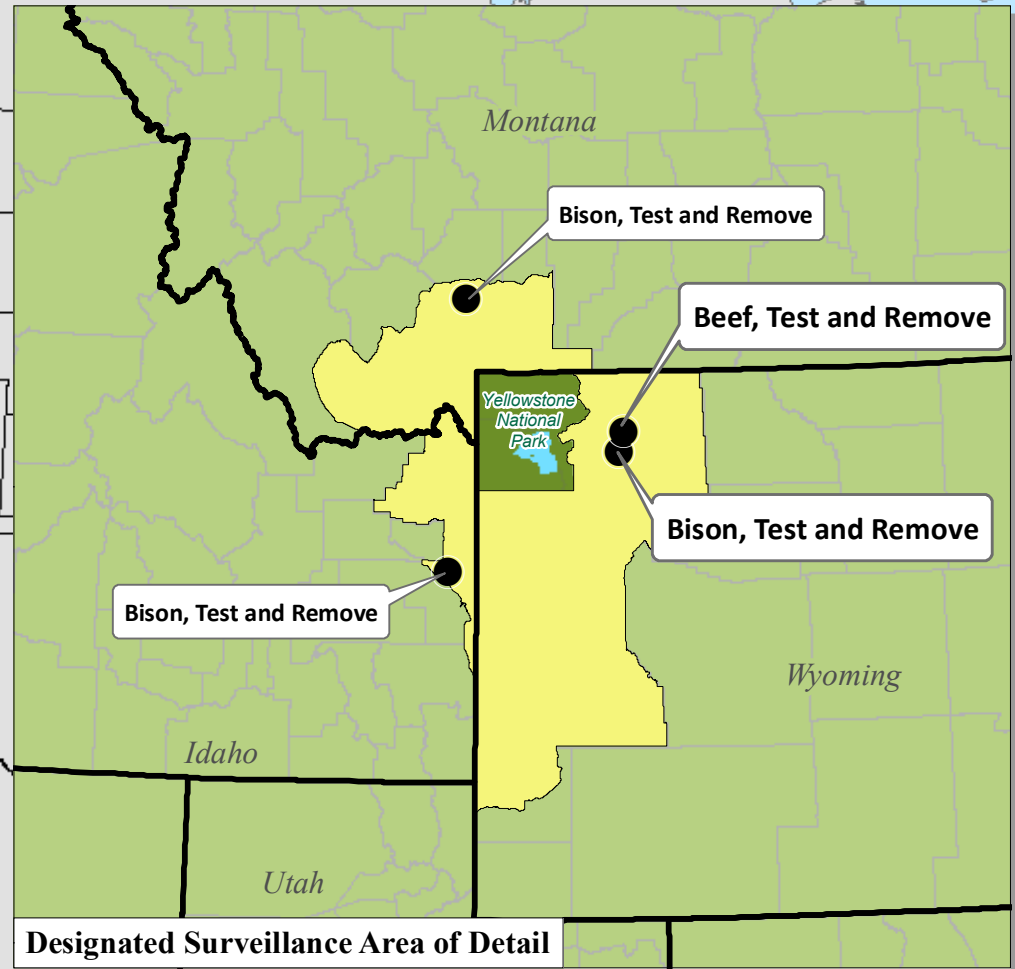 Montana
Bison, Test and Remove
Beef, Test and Remove
Yellowstone
National
Park
Bison, Test and Remove
Bison, Test and Remove
Wyoming
Idaho
Utah
Designated Surveillance Area of Detail